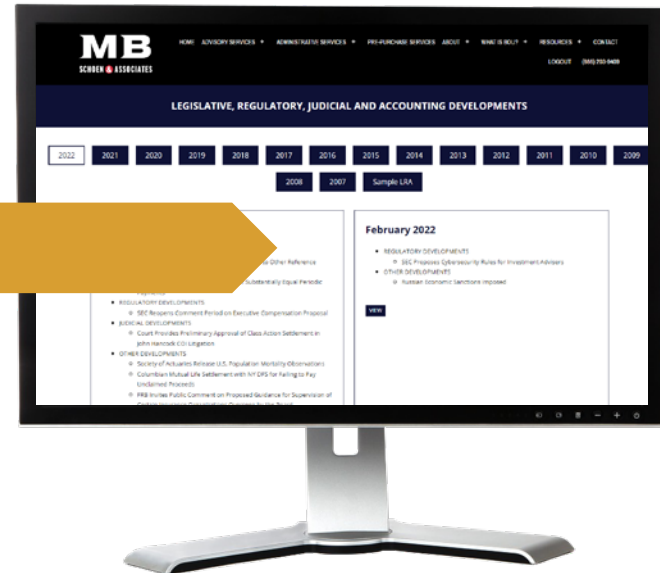 MB
SCHOEN & ASSOCIATES
HOME ADVISORY SERVICES ADMINISTRATIVE SERVICES PRE-PURCHASE SERVICES ABOUT WHAT IS BOLI? RESOURCES CONTACT
LOGOUT
LEGISLATIVE, REGULATORY, JUDICIAL AND ACCOUNTING DEVELOPMENTS
2022 2021 2020 2019 2018 2017 2016 2015 2014 2013 2012 2011 2010 2009
2008 2007 Sample LRA
Other Reference
Substantially Equal Periodic
Payments
• REGULATORY DEVELOPMENTS
SEC Reopens Comment Period on Executive Compensation Proposal
• JUDICIAL DEVELOPMENTS
Court Provides Preliminary Approval of Class Action Settlement in
John Hancock COI Litigation
• OTHER DEVELOPMENTS
Society of Actuaries Release U.S. Population Mortality Observations
Columbian Mutual Life Settlement with NY DFS for Failing to Pay
Unclaimed Proceeds
FRB Invites Public Comment on Proposed Guidance for Supervision of
February 2022
• REGULATORY DEVELOPMENTS
SEC Proposes Cybersecurity Rules for Investment Advisers
• OTHER DEVELOPMENTS
Russian Economic Sanctions Imposed
VIEW